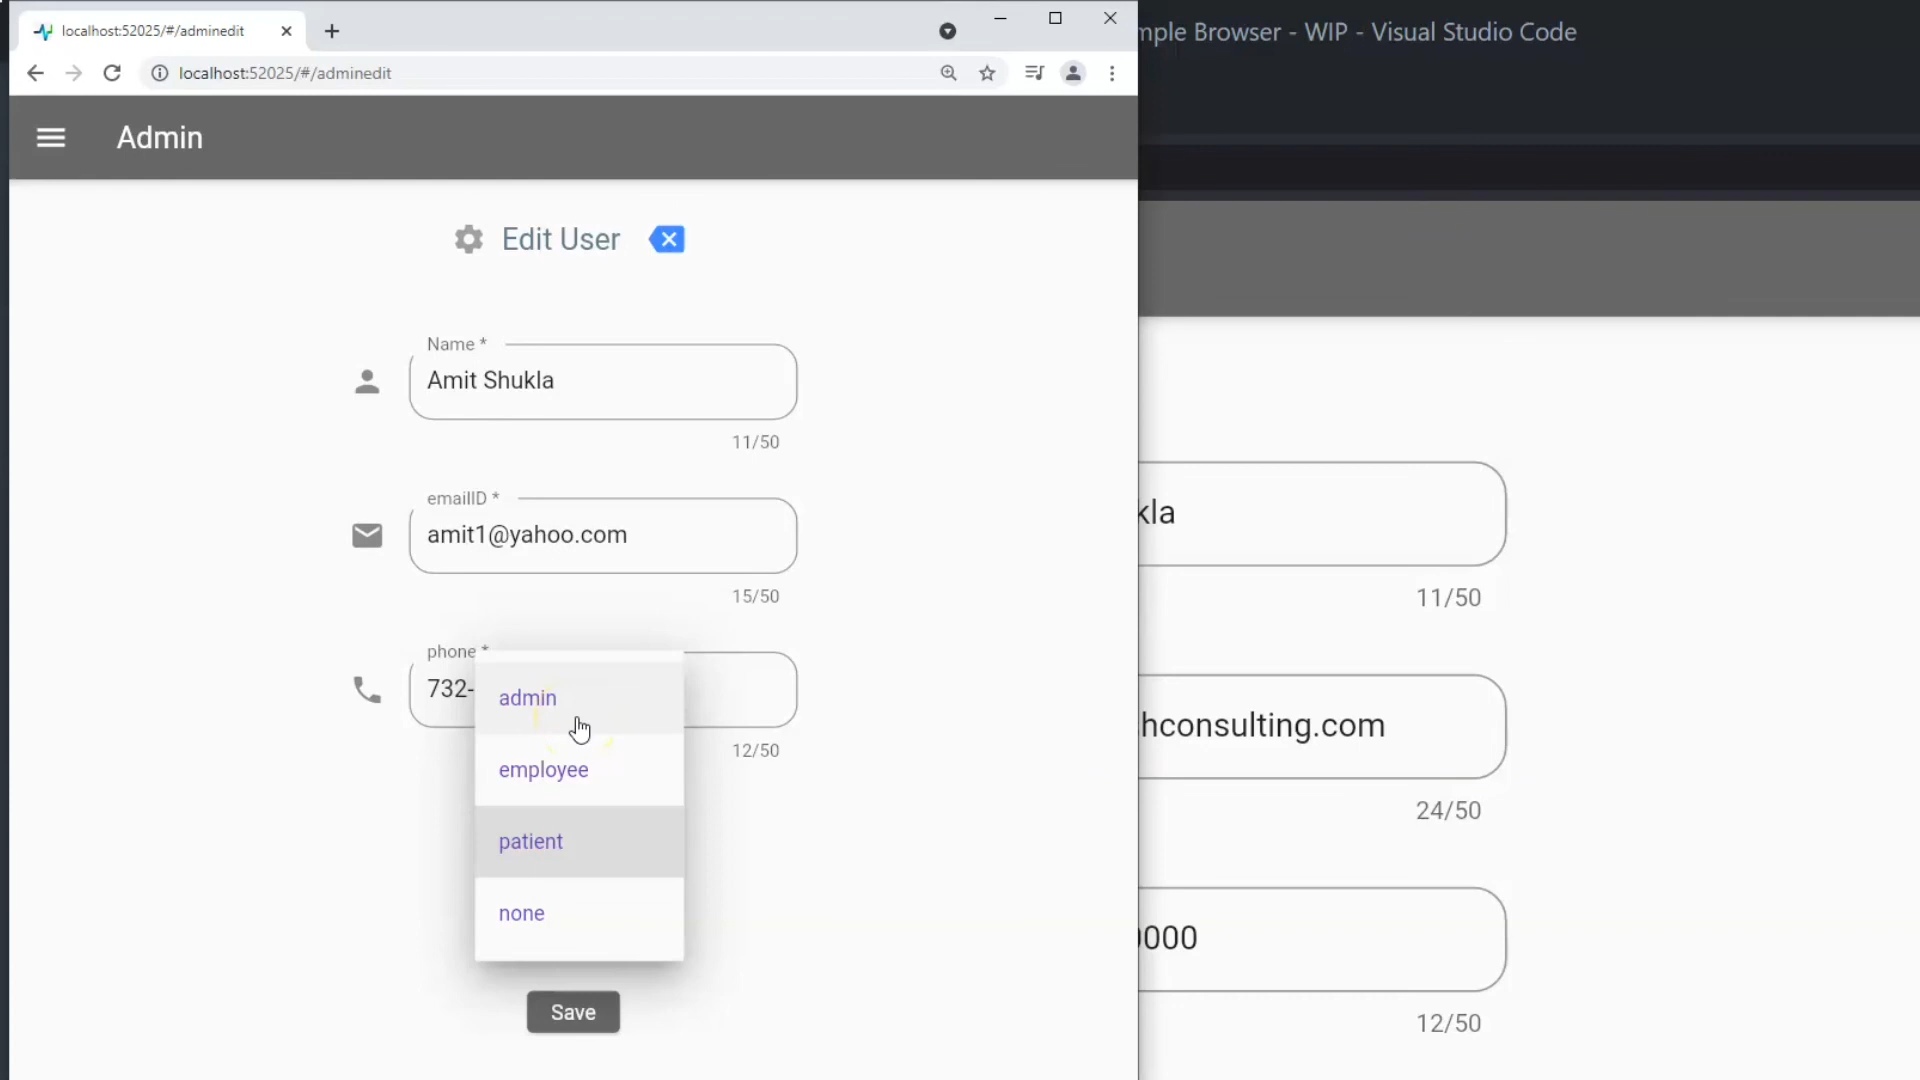 localhost:52025/#/adminedit
localhost:52025/#/adminedit
Admin
Edit User
Name *
Amit Shukla
11/50
emailID *
amit1@yahoo.com
15/50
phone *
732-
12/50
admin
employee
patient
none
Save
mple Browser - WIP - Visual Studio Code
kla
11/50
hconsulting.com
24/50
0000
12/50